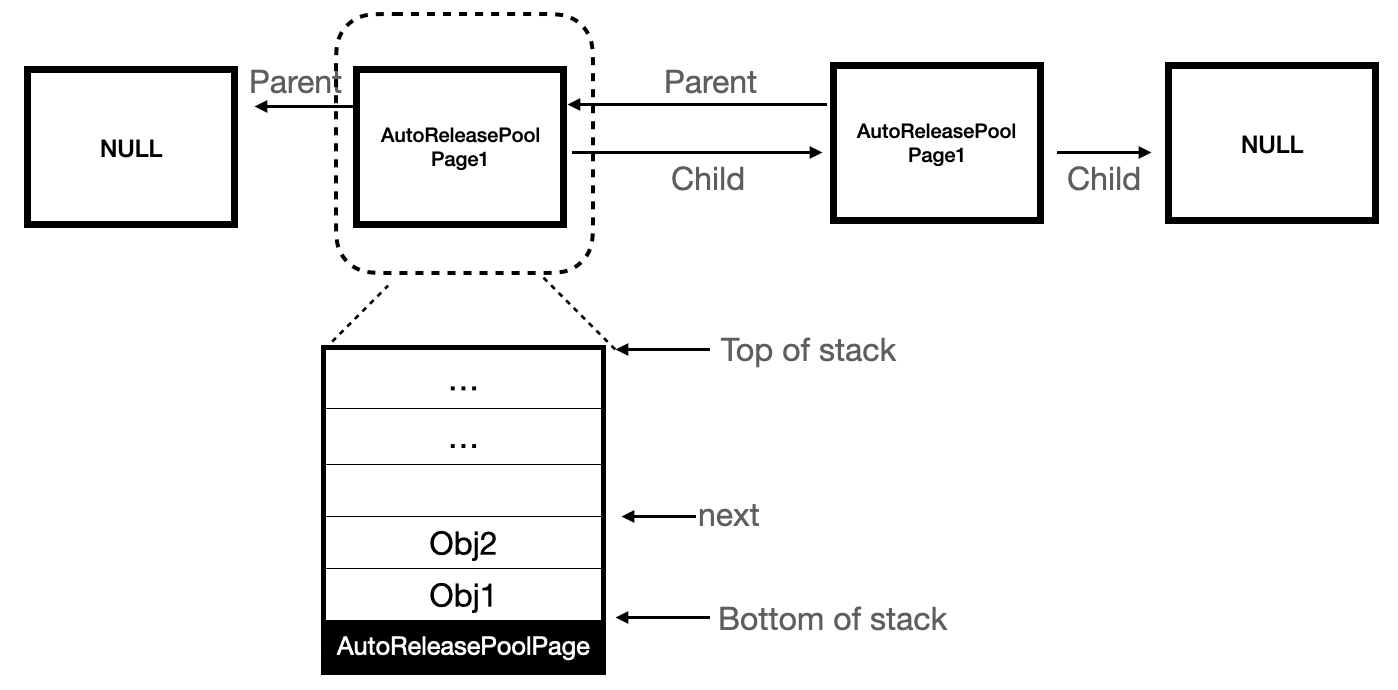 Parent
Parent
NULL
AutoReleasePool
Page1
AutoReleasePool
Page1
NULL
Child
Child
Top of stack
...
...
next
Obj2
Obj1
Bottom of stack
AutoReleasePoolPage